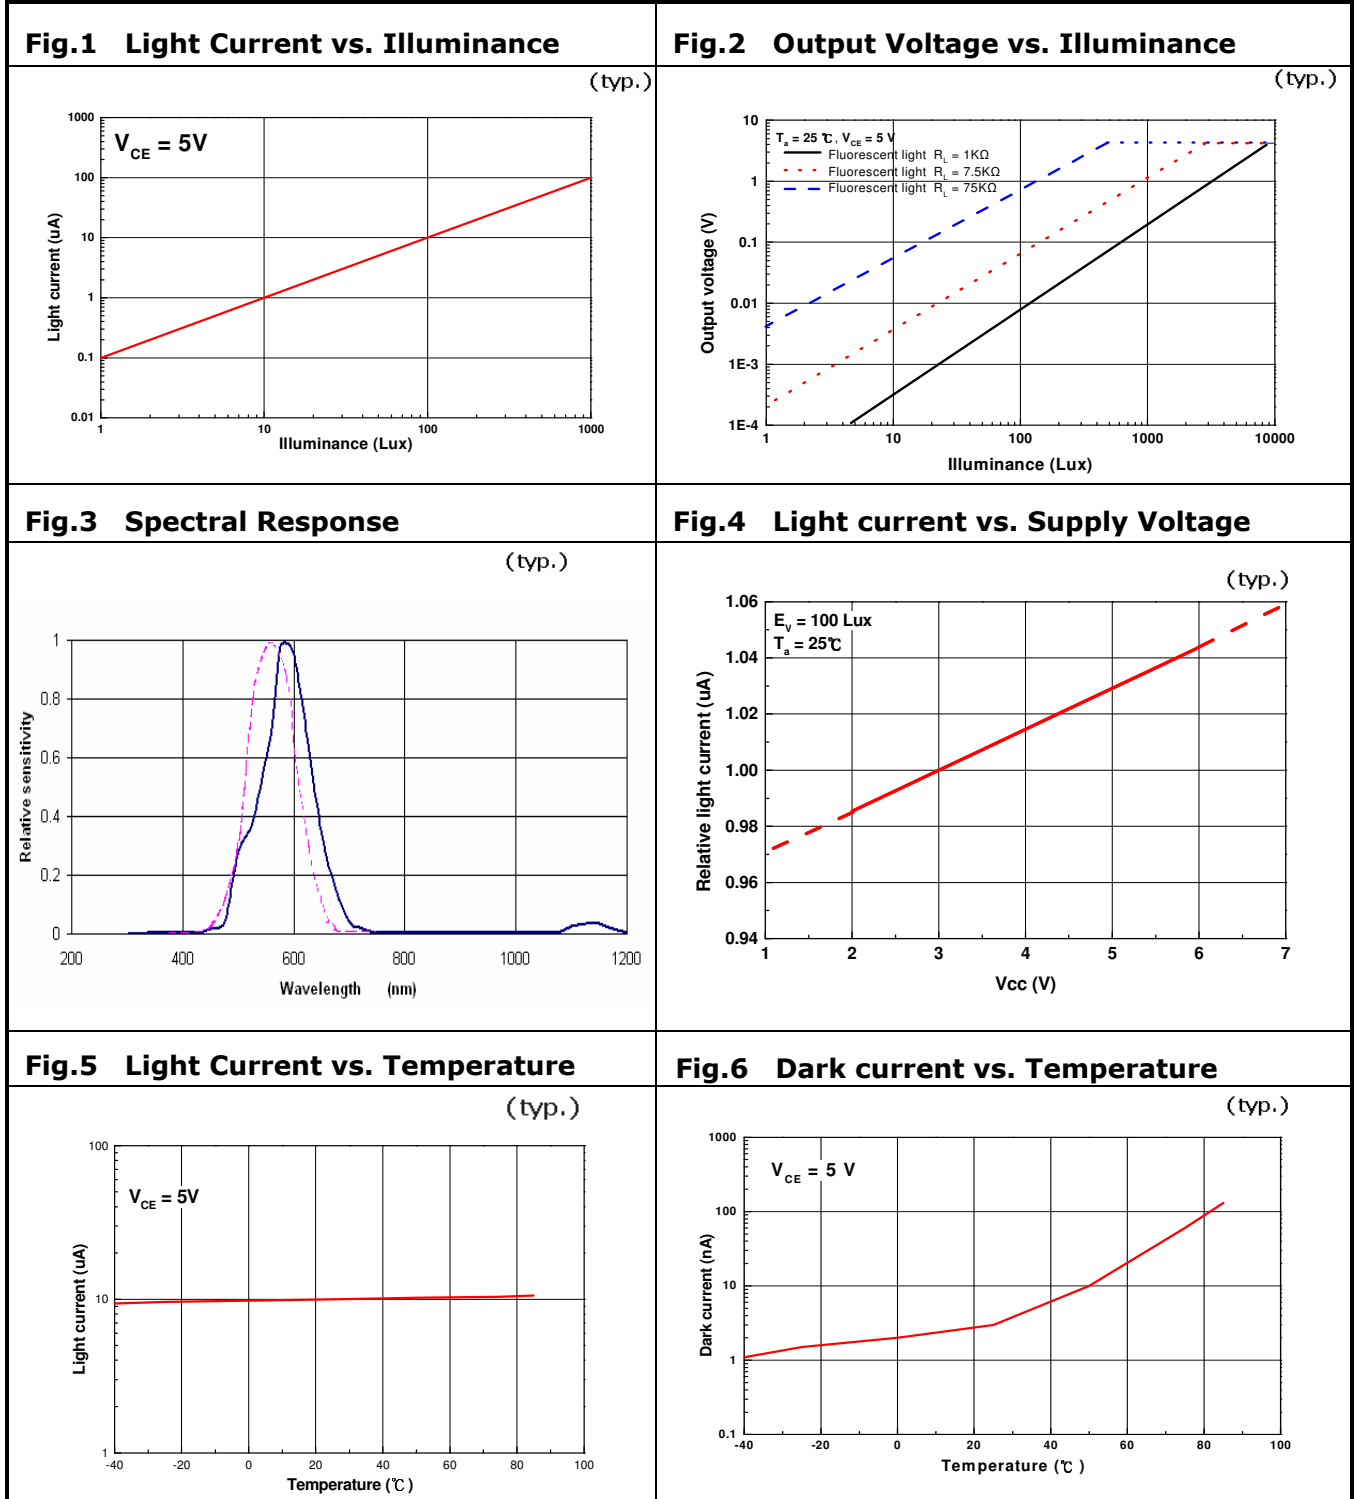 Fig.1 Light Current vs. Illuminance
(typ.)
1000
100
10
1
0.1
0.01
Light current (uA)
V_CE = 5V
1 10 100 1000
Illuminance (Lux)
Fig.2 Output Voltage vs. Illuminance
(typ.)
10
1
0.1
0.01
1E-3
1E-4
Output voltage (V)
T_a = 25 ℃, V_CE = 5 V
Fluorescent light R_L = 1KΩ
Fluorescent light R_L = 7.5KΩ
Fluorescent light R_L = 75KΩ
1 10 100 1000 10000
Illuminance (Lux)
Fig.3 Spectral Response
(typ.)
1
0.8
0.6
0.4
0.2
0
Relative sensitivity
200 400 600 800 1000 1200
Wavelength (nm)
Fig.4 Light current vs. Supply Voltage
(typ.)
1.06
1.04
1.02
1.00
0.98
0.96
0.94
Relative light current (uA)
E_V = 100 Lux
T_a = 25℃
1 2 3 4 5 6 7
Vcc (V)
Fig.5 Light Current vs. Temperature
(typ.)
100
10
1
Light current (uA)
V_CE = 5V
-40 -20 0 20 40 60 80 100
Temperature (℃)
Fig.6 Dark current vs. Temperature
(typ.)
1000
100
10
1
0.1
Dark current (nA)
V_CE = 5 V
-40 -20 0 20 40 60 80 100
Temperature (℃)